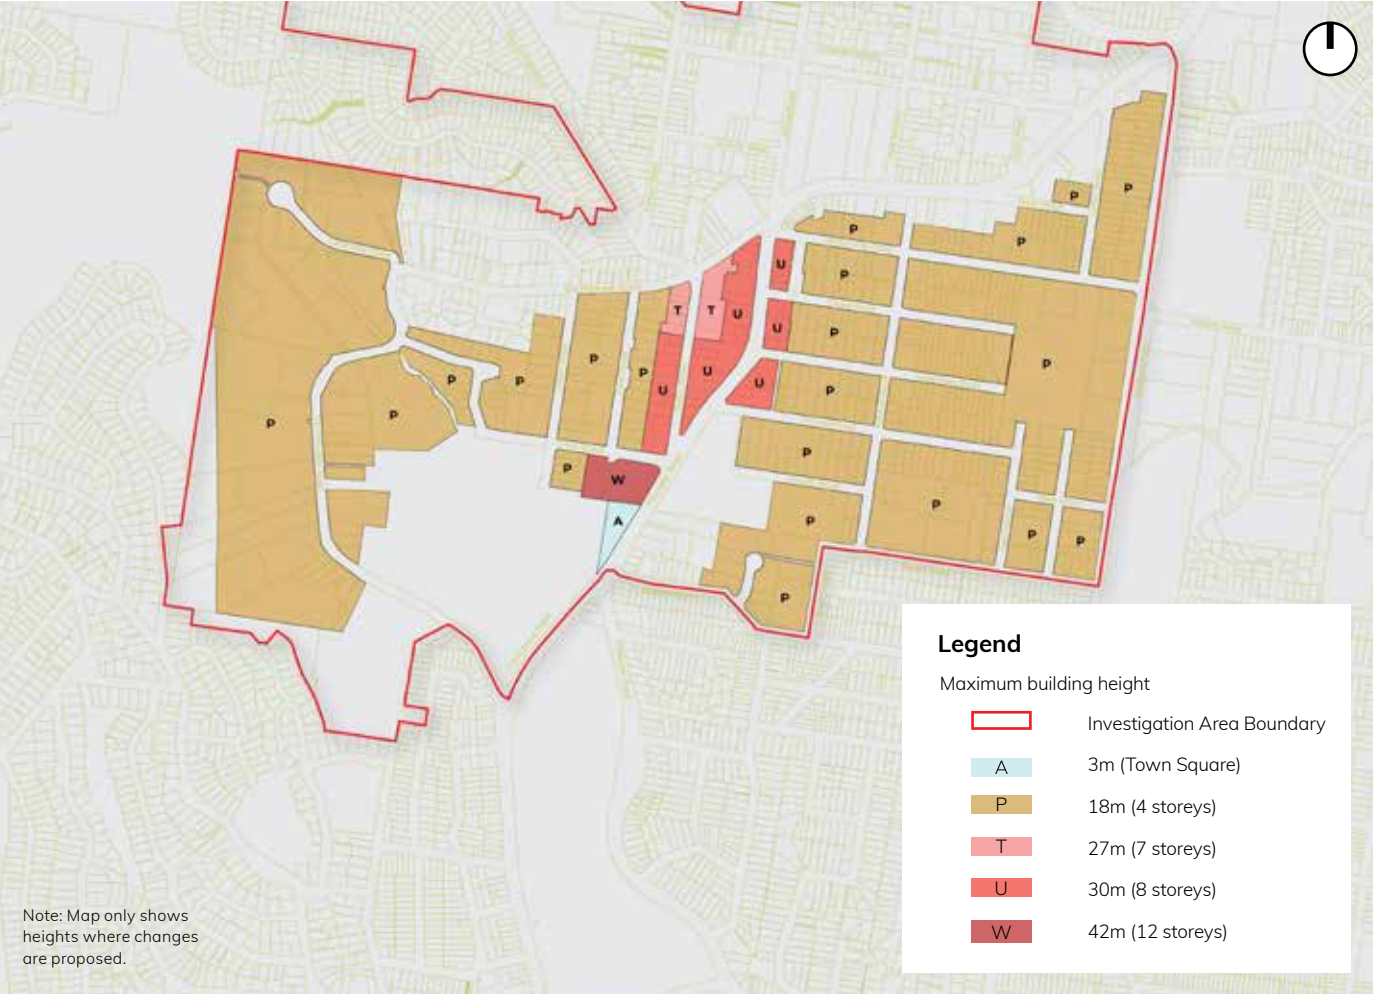 P
P
P
P
U
P
T
T
U
U
P
P
P
P
P
P
U
U
U
P
P
P
P
P
P
P
W
P
A
P
P
P
P
Legend
Maximum building height
Investigation Area Boundary
A 3m (Town Square)
P 18m (4 storeys)
T 27m (7 storeys)
U 30m (8 storeys)
W 42m (12 storeys)
Note: Map only shows
heights where changes
are proposed.